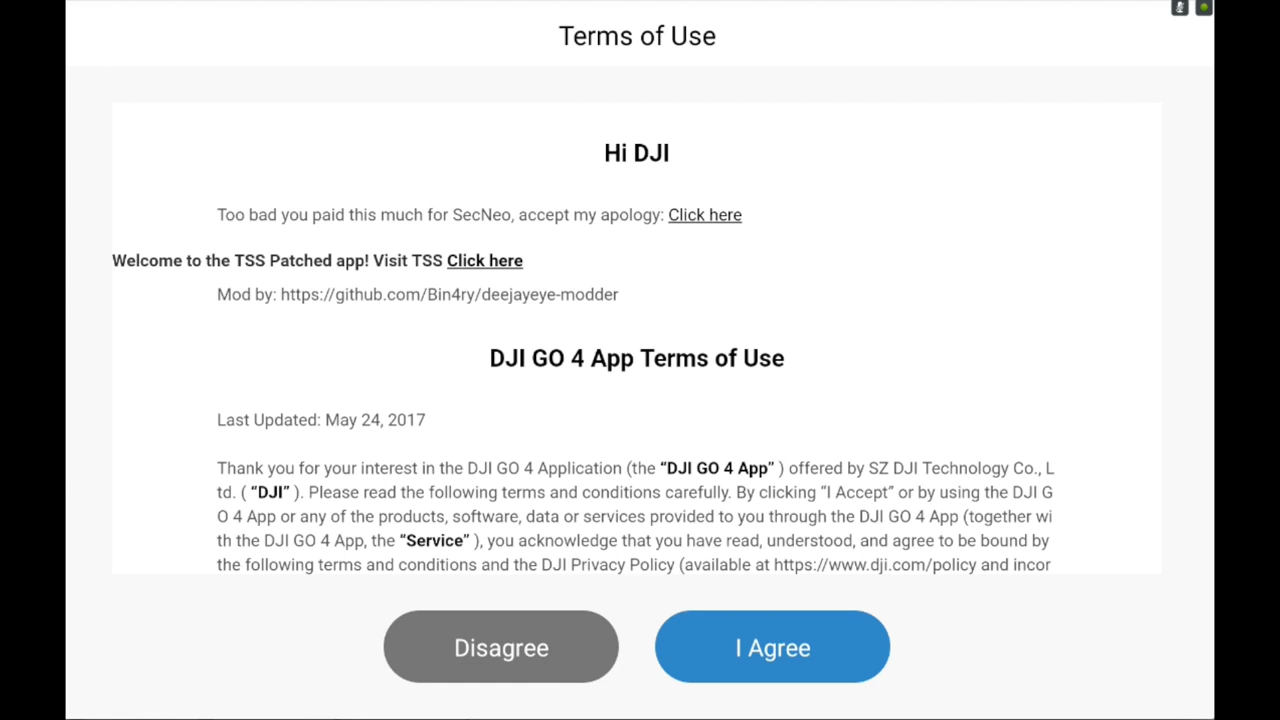 Terms of Use
Hi DJI
Too bad you paid this much for SecNeo, accept my apology: Click here
Welcome to the TSS Patched app! Visit TSS Click here
Mod by: https://github.com/Bin4ry/deejayeye-modder
DJI GO 4 App Terms of Use
Last Updated: May 24, 2017
Thank you for your interest in the DJI GO 4 Application (the “DJI GO 4 App” ) offered by SZ DJI Technology Co., L
td. ( “DJI” ). Please read the following terms and conditions carefully. By clicking “I Accept” or by using the DJI G
O 4 App or any of the products, software, data or services provided to you through the DJI GO 4 App (together wi
th the DJI GO 4 App, the “Service” ), you acknowledge that you have read, understood, and agree to be bound by
the following terms and conditions and the DJI Privacy Policy (available at https://www.dji.com/policy and incor
Disagree
I Agree